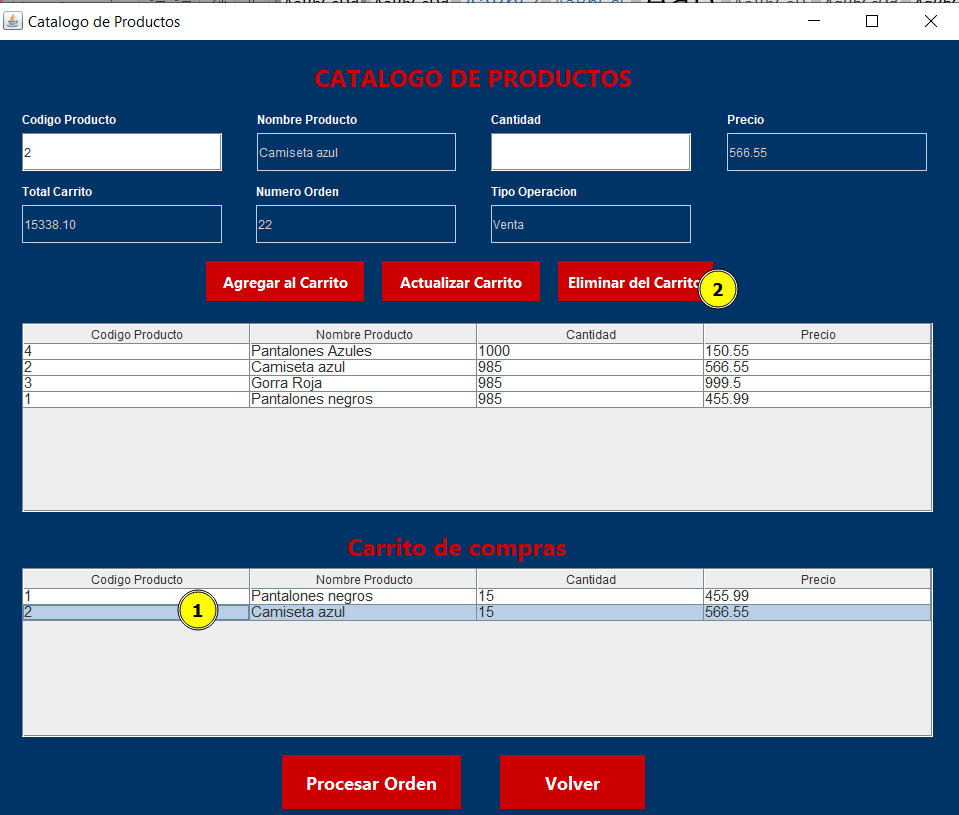 Catalogo de Productos
CATALOGO DE PRODUCTOS
Codigo Producto Nombre Producto Cantidad Precio
2 Camiseta azul 566.55
Total Carrito Numero Orden Tipo Operacion
15338.10 22 Venta
Agregar al Carrito Actualizar Carrito Eliminar del Carrito 2
Codigo Producto Nombre Producto Cantidad Precio
4 Pantalones Azules 1000 150.55
2 Camiseta azul 985 566.55
3 Gorra Roja 985 999.5
1 Pantalones negros 985 455.99
Carrito de compras
Codigo Producto Nombre Producto Cantidad Precio
1 Pantalones negros 15 455.99
2 1 Camiseta azul 15 566.55
Procesar Orden Volver